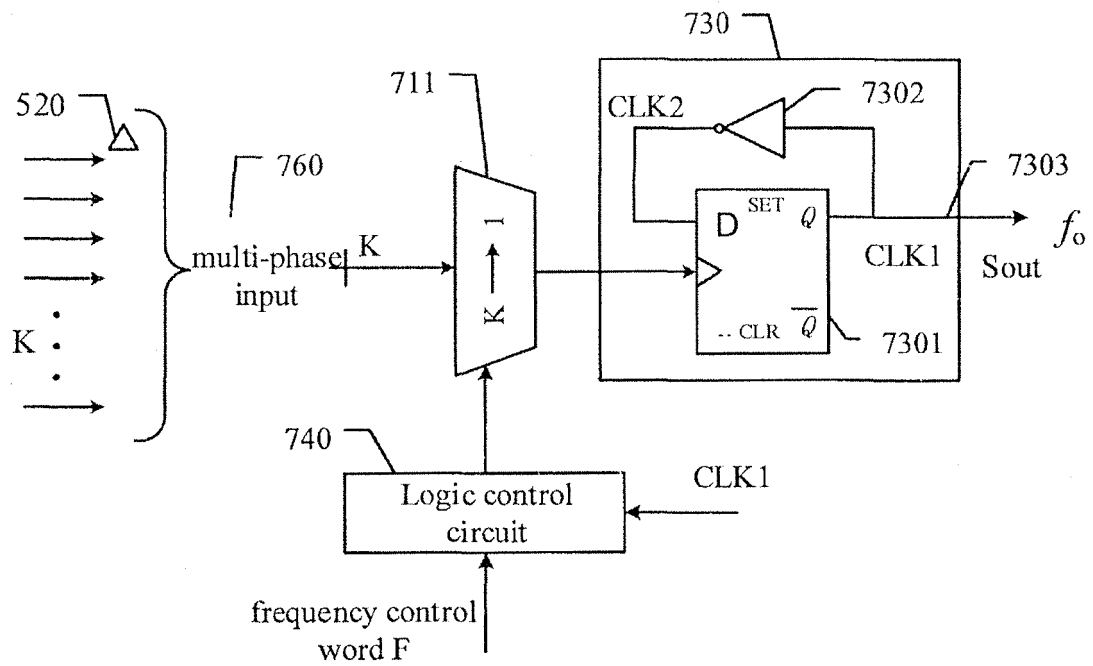 730
520
711
CLK2
7302
760
SET
D
Q
7303
multi-phase
input
K
K → 1
CLK1
Sout
fo
K
.. CLR
Q
7301
740
Logic control
circuit
CLK1
frequency control
word F